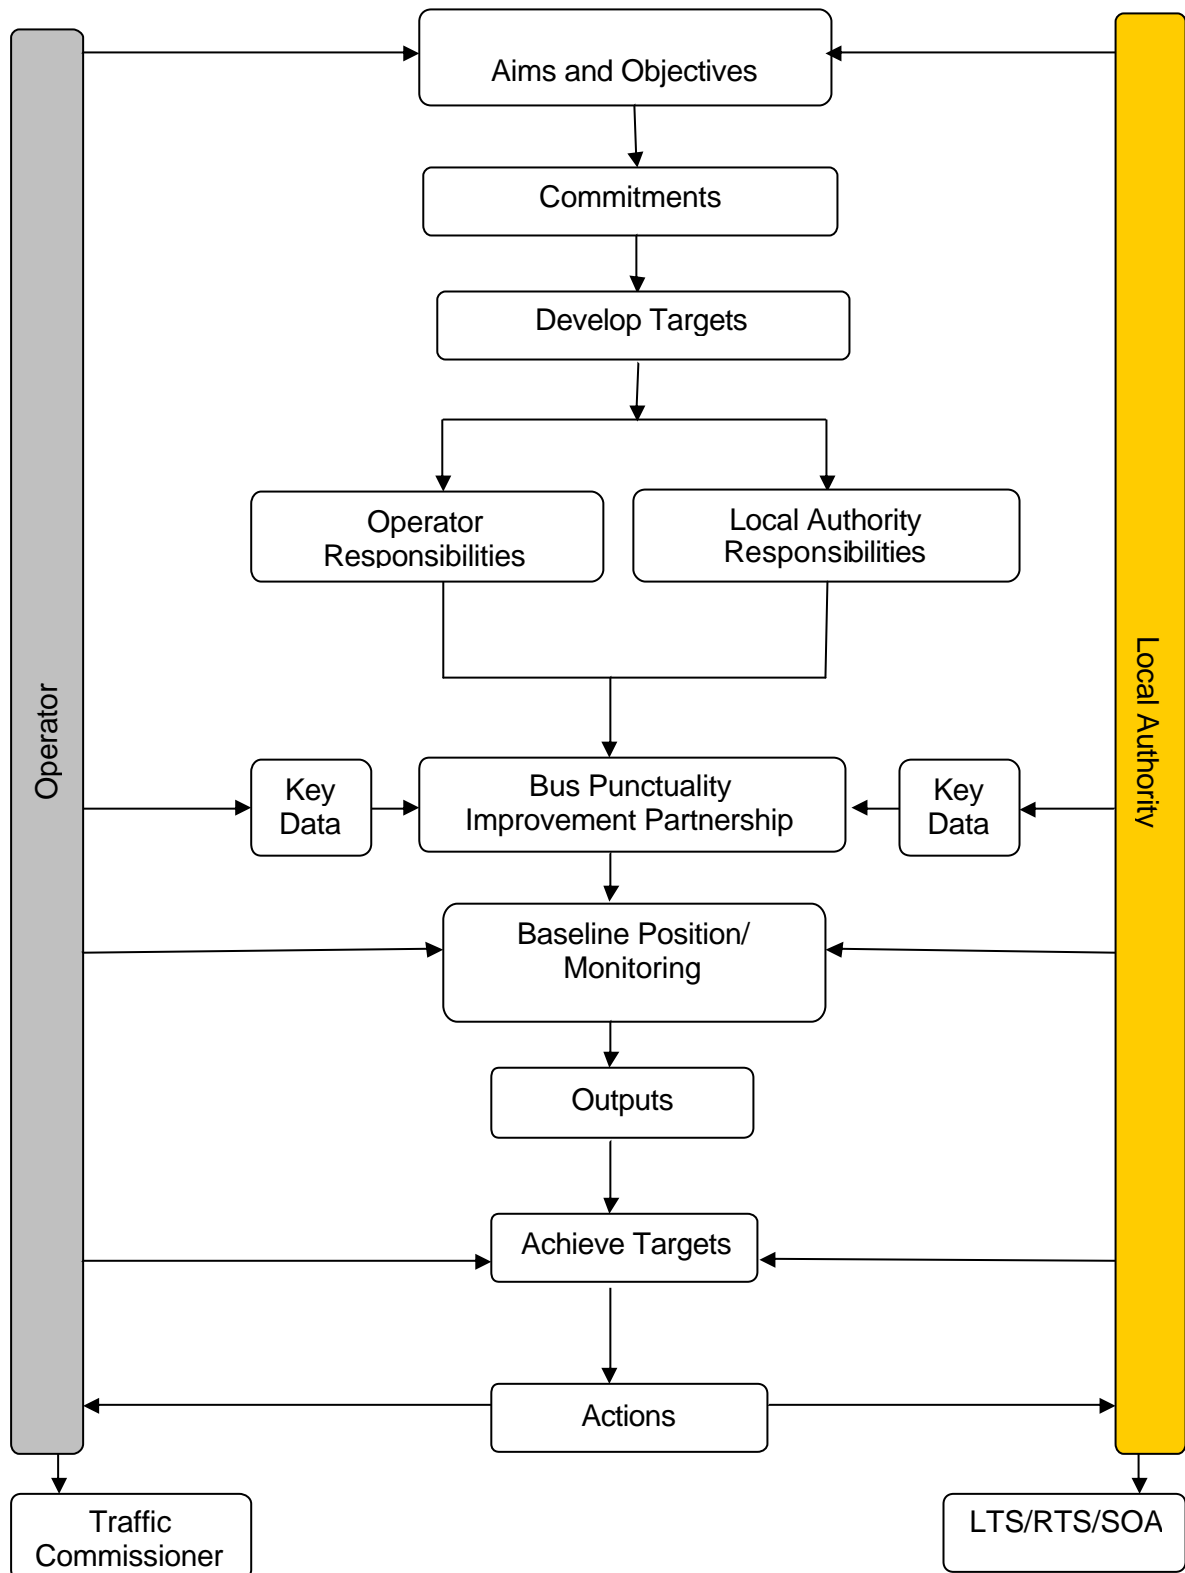 Aims and Objectives
Commitments
Develop Targets
Operator
Responsibilities
Local Authority
Responsibilities
Operator
Local Authority
Key
Data
Bus Punctuality
Improvement Partnership
Key
Data
Baseline Position/
Monitoring
Outputs
Achieve Targets
Actions
Traffic
Commissioner
LTS/RTS/SOA